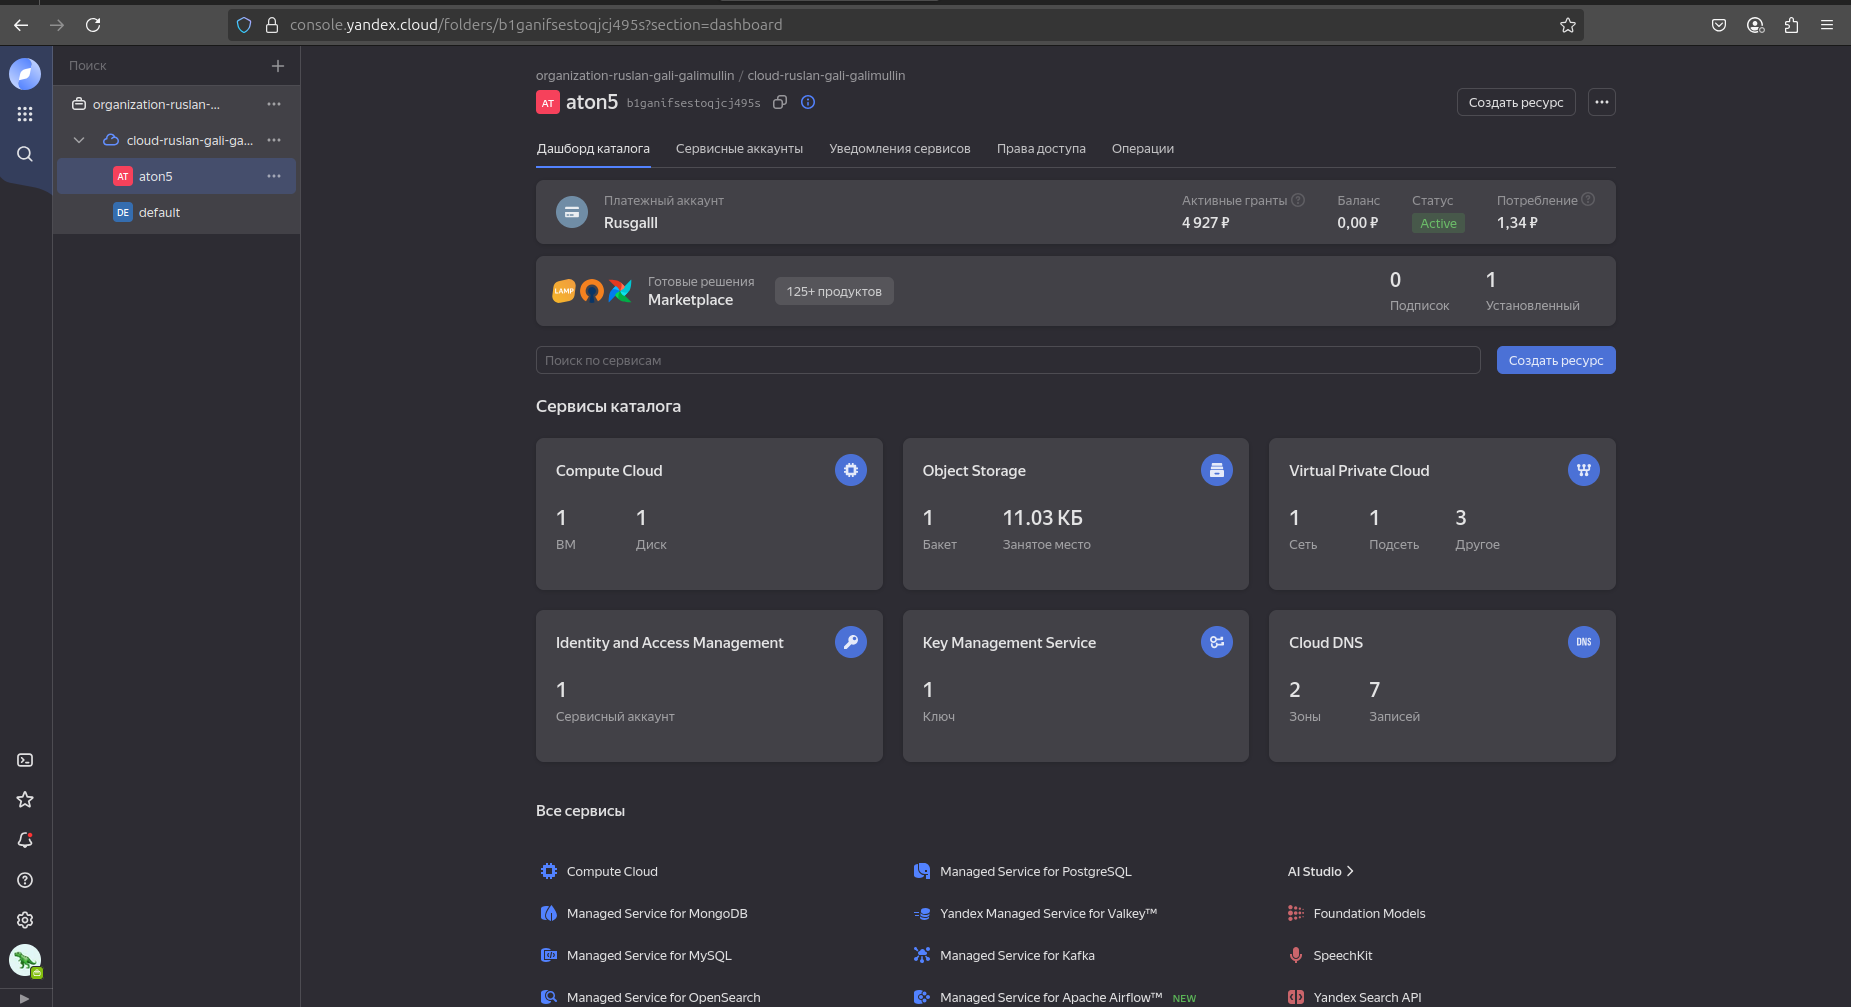 console.yandex.cloud/folders/b1ganifsestoqjcj495s?section=dashboard
Поиск
organization-ruslan-...
cloud-ruslan-gali-ga...
AT aton5
DE default
organization-ruslan-gali-galimullin / cloud-ruslan-gali-galimullin
AT aton5 b1ganifsestoqjcj495s
Создать ресурс
Дашборд каталога Сервисные аккаунты Уведомления сервисов Права доступа Операции
Платежный аккаунт
Rusgalll
Активные гранты
4 927 ₽
Баланс
0,00 ₽
Статус
Active
Потребление
1,34 ₽
LAMP
Готовые решения
Marketplace
125+ продуктов
0
Подписок
1
Установленный
Поиск по сервисам
Создать ресурс
Сервисы каталога
Compute Cloud
1
ВМ
1
Диск
Object Storage
1
Бакет
11.03 КБ
Занятое место
Virtual Private Cloud
1
Сеть
1
Подсеть
3
Другое
Identity and Access Management
1
Сервисный аккаунт
Key Management Service
1
Ключ
Cloud DNS
DNS
2
Зоны
7
Записей
Все сервисы
Compute Cloud
Managed Service for MongoDB
Managed Service for MySQL
Managed Service for OpenSearch
Managed Service for PostgreSQL
Yandex Managed Service for Valkey™
Managed Service for Kafka
Managed Service for Apache Airflow™ NEW
AI Studio
Foundation Models
SpeechKit
Yandex Search API